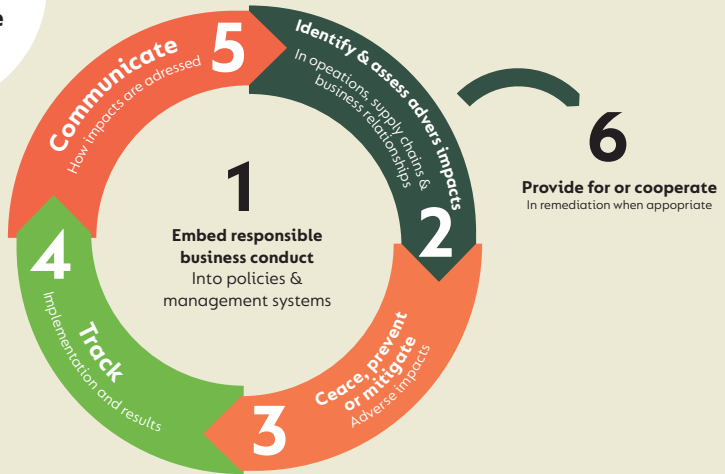 e
1
Embed responsible
business conduct
Into policies &
management systems
2
Identify & assess advers impacts
In opeations, supply chains &
business relationships
3
Ceace, prevent
or mitigate
Adverse impacts
4
Track
Implementation and results
5
Communicate
How impacts are adressed
6
Provide for or cooperate
In remediation when appopriate